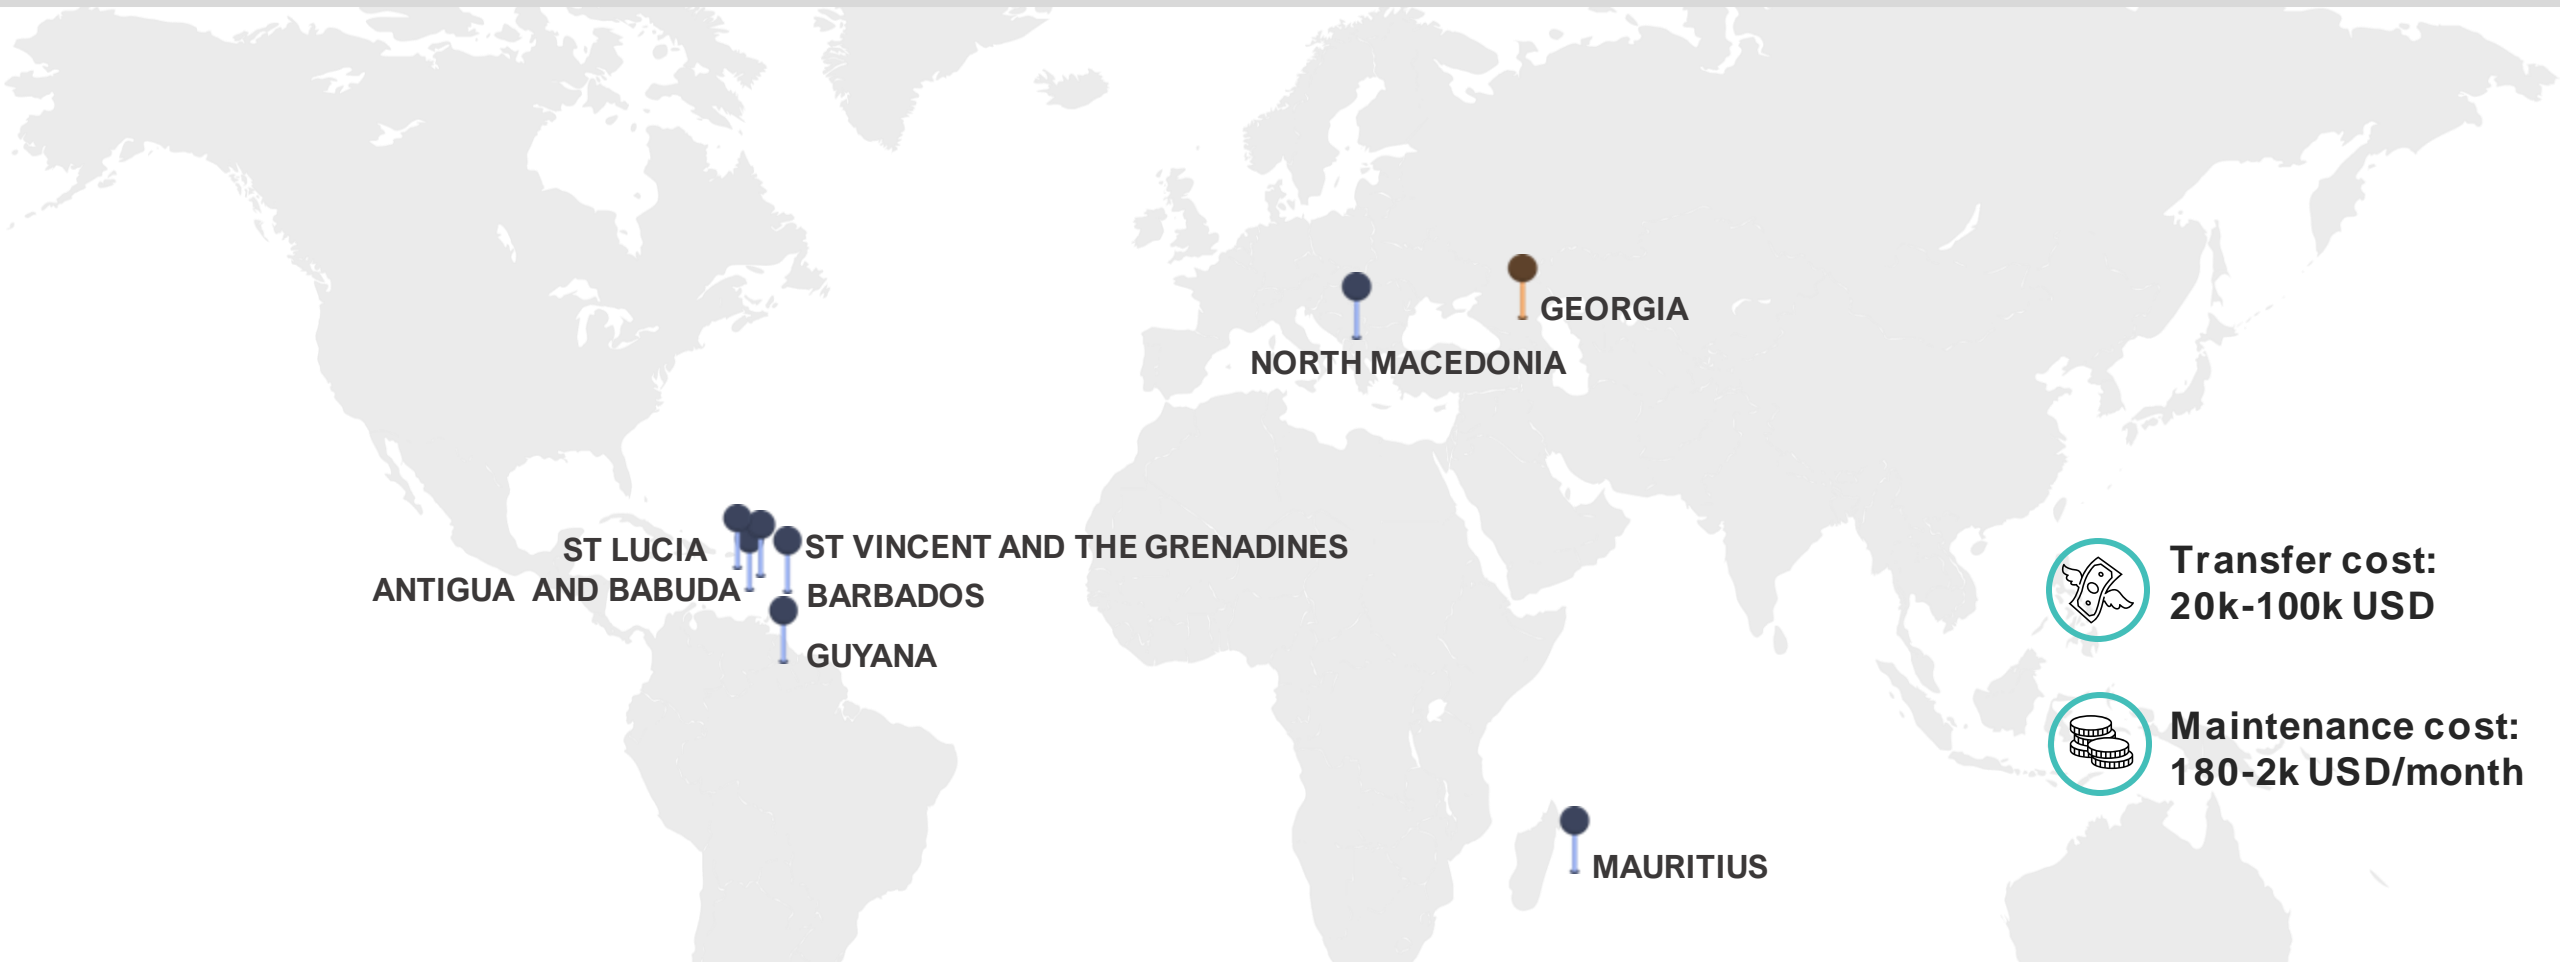 GEORGIA
NORTH MACEDONIA
ST LUCIA
ST VINCENT AND THE GRENADINES
ANTIGUA AND BABUDA
BARBADOS
GUYANA
MAURITIUS
Transfer cost:
20k-100k USD
Maintenance cost:
180-2k USD/month